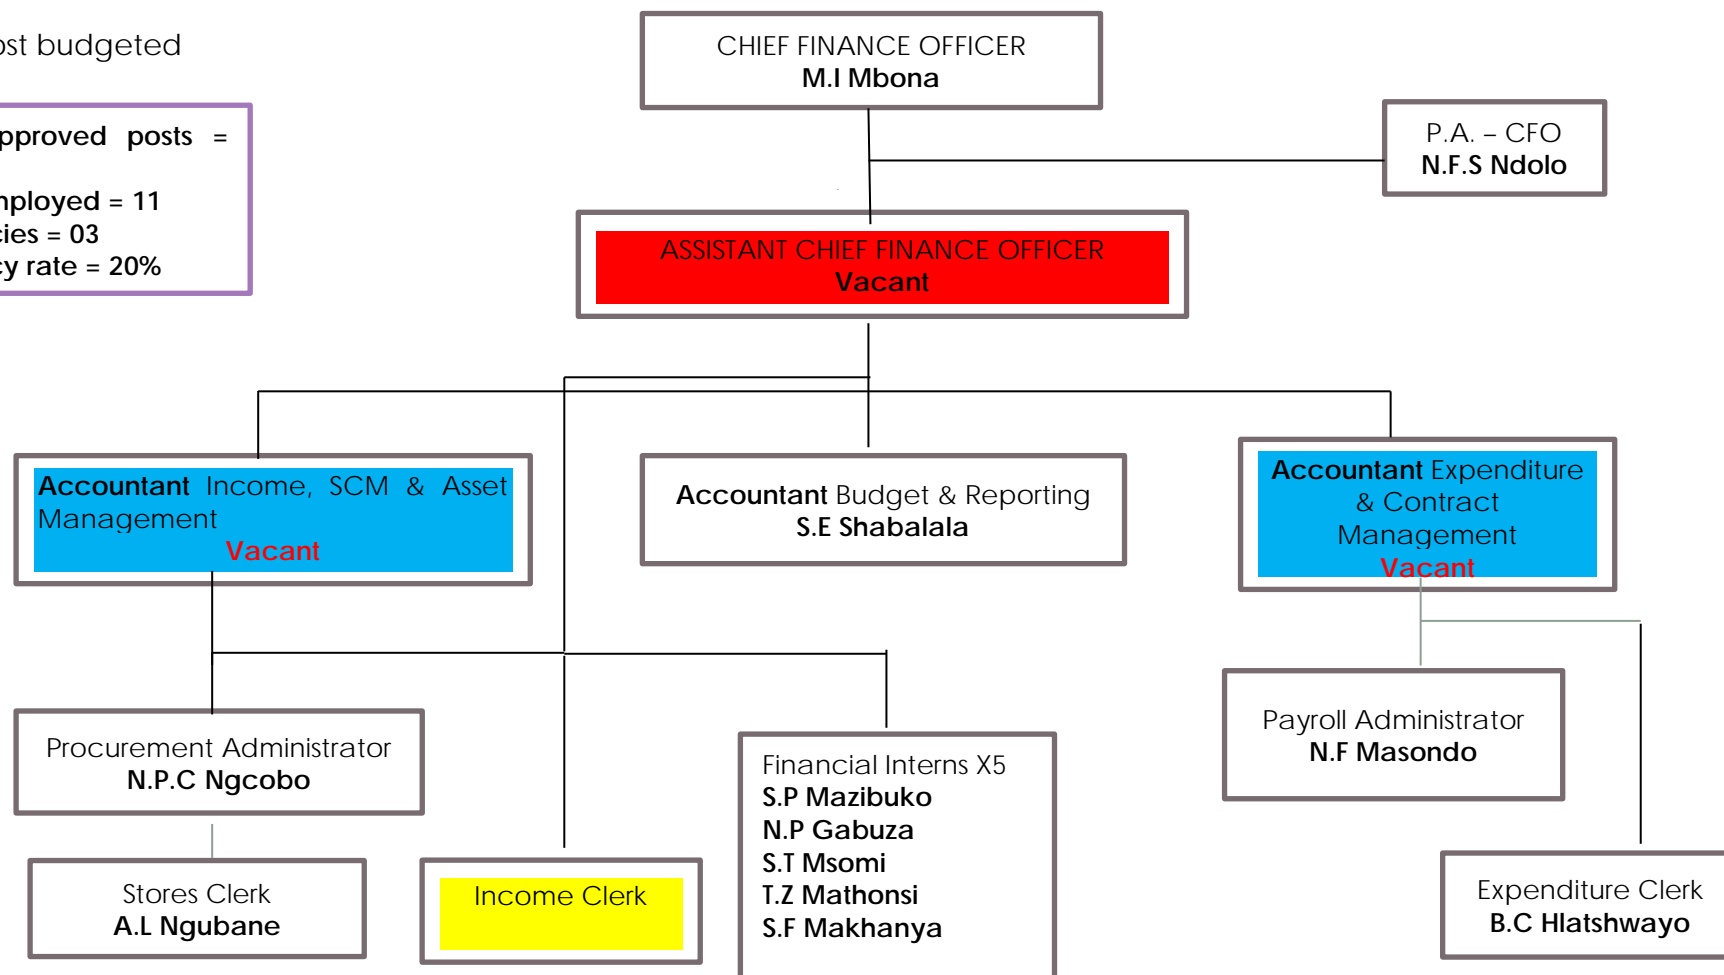 ost budgeted
pproved posts =
mployed = 11
cies = 03
cy rate = 20%
CHIEF FINANCE OFFICER
M.I Mbona
P.A. – CFO
N.F.S Ndolo
ASSISTANT CHIEF FINANCE OFFICER
Vacant
Accountant Income, SCM & Asset
Management
Vacant
Accountant Budget & Reporting
S.E Shabalala
Accountant Expenditure
& Contract
Management
Vacant
Procurement Administrator
N.P.C Ngcobo
Stores Clerk
A.L Ngubane
Income Clerk
Financial Interns X5
S.P Mazibuko
N.P Gabuza
S.T Msomi
T.Z Mathonsi
S.F Makhanya
Payroll Administrator
N.F Masondo
Expenditure Clerk
B.C Hlatshwayo